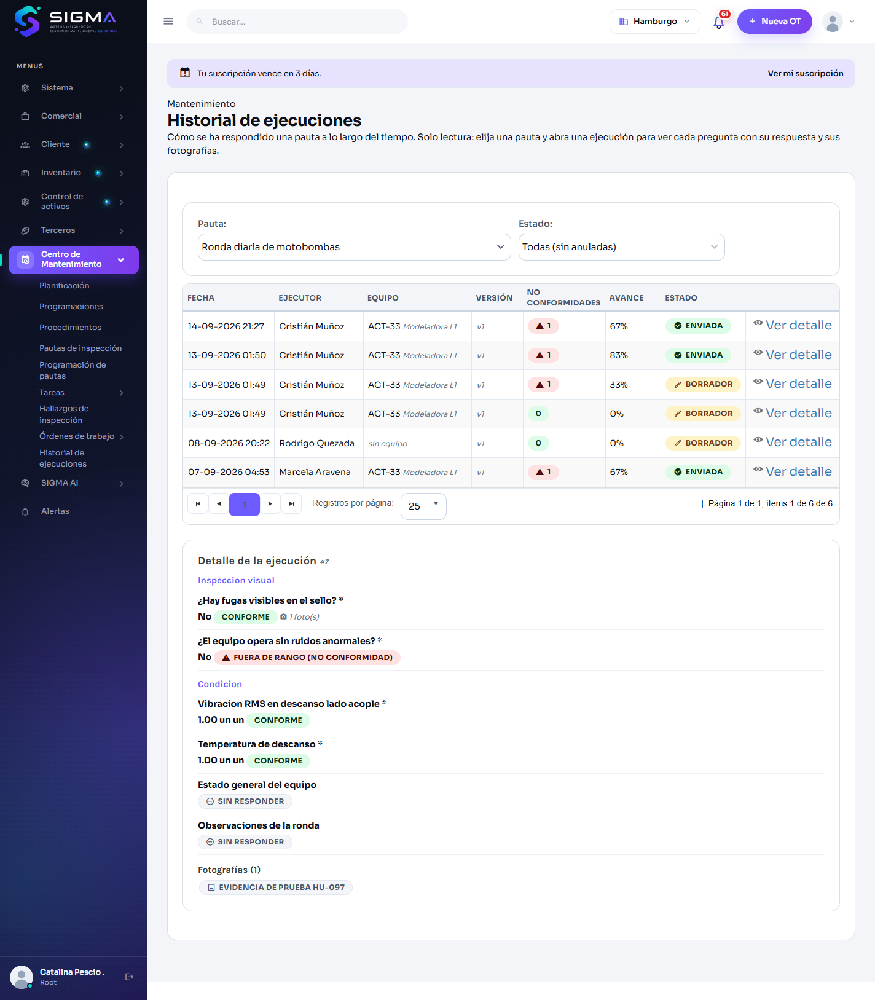 SIGMA
SISTEMA INTEGRADO DE
GESTIÓN DE MANTENIMIENTO INDUSTRIAL
Buscar...
Hamburgo
61
+ Nueva OT
MENUS
Sistema
Comercial
Cliente
Inventario
Control de
activos
Terceros
Centro de
Mantenimiento
Planificación
Programaciones
Procedimientos
Pautas de inspección
Programación de
pautas
Tareas
Hallazgos de
inspección
Órdenes de trabajo
Historial de
ejecuciones
SIGMA AI
Alertas
Catalina Pescio .
Root
Tu suscripción vence en 3 días.
Ver mi suscripción
Mantenimiento
Historial de ejecuciones
Cómo se ha respondido una pauta a lo largo del tiempo. Solo lectura: elija una pauta y abra una ejecución para ver cada pregunta con su respuesta y sus
fotografías.
Pauta: Estado:
Ronda diaria de motobombas Todas (sin anuladas)
FECHA EJECUTOR EQUIPO VERSIÓN NO CONFORMIDADES AVANCE ESTADO
14-09-2026 21:27 Cristián Muñoz ACT-33 Modeladora L1 v1 1 67% ENVIADA Ver detalle
13-09-2026 01:50 Cristián Muñoz ACT-33 Modeladora L1 v1 1 83% ENVIADA Ver detalle
13-09-2026 01:49 Cristián Muñoz ACT-33 Modeladora L1 v1 1 33% BORRADOR Ver detalle
13-09-2026 01:49 Cristián Muñoz ACT-33 Modeladora L1 v1 0 0% BORRADOR Ver detalle
08-09-2026 20:22 Rodrigo Quezada sin equipo v1 0 0% BORRADOR Ver detalle
07-09-2026 04:53 Marcela Aravena ACT-33 Modeladora L1 v1 1 67% ENVIADA Ver detalle
1 Registros por página: 25 | Página 1 de 1, ítems 1 de 6 de 6.
Detalle de la ejecución #7
Inspeccion visual
¿Hay fugas visibles en el sello? *
No CONFORME 1 foto(s)
¿El equipo opera sin ruidos anormales? *
No FUERA DE RANGO (NO CONFORMIDAD)
Condicion
Vibracion RMS en descanso lado acople *
1.00 un un CONFORME
Temperatura de descanso *
1.00 un un CONFORME
Estado general del equipo
SIN RESPONDER
Observaciones de la ronda
SIN RESPONDER
Fotografías (1)
EVIDENCIA DE PRUEBA HU-097